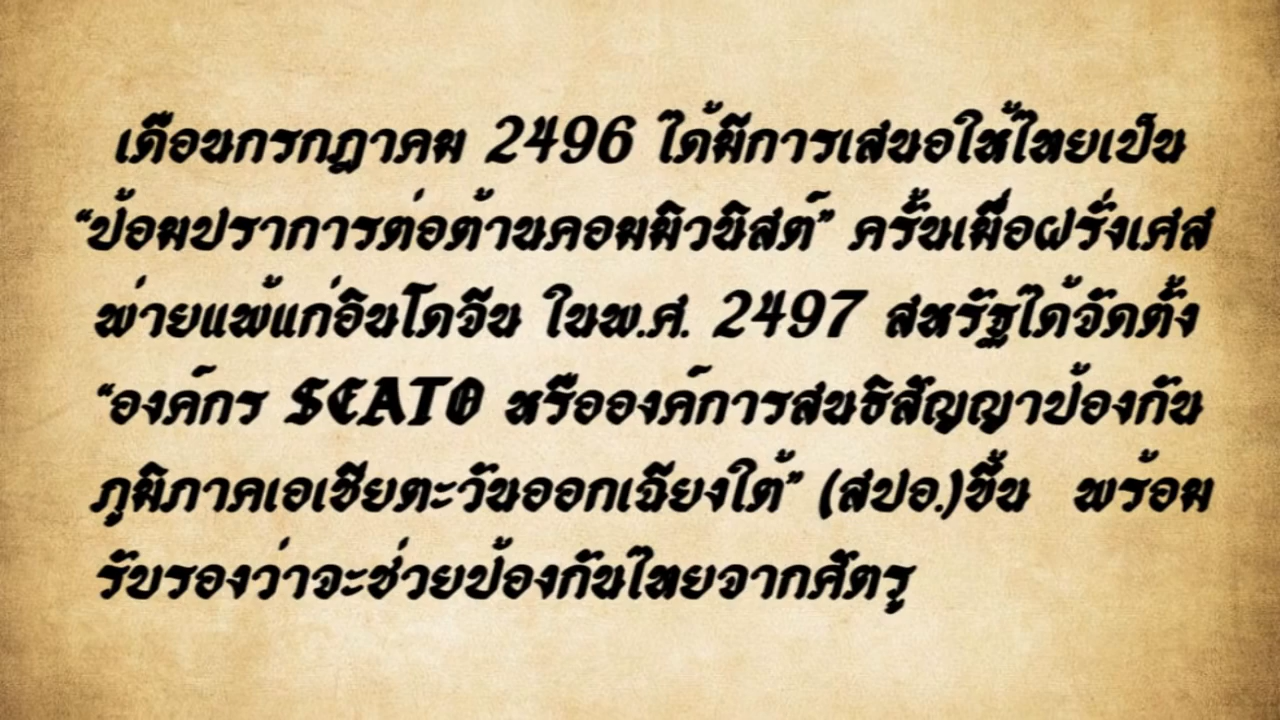 เดือนกรกฎาคม 2496 ได้มีการเสนอให้ไทยเป็น
“ป้อมปราการต่อต้านคอมมิวนิสต์” ครั้นเมื่อฝรั่งเศส
พ่ายแพ้แก่อินโดจีน ในพ.ศ. 2497 สหรัฐได้จัดตั้ง
“องค์กร SEATO หรือองค์การสนธิสัญญาป้องกัน
ภูมิภาคเอเชียตะวันออกเฉียงใต้” (สปอ.)ขึ้น พร้อม
รับรองว่าจะช่วยป้องกันไทยจากศัตรู